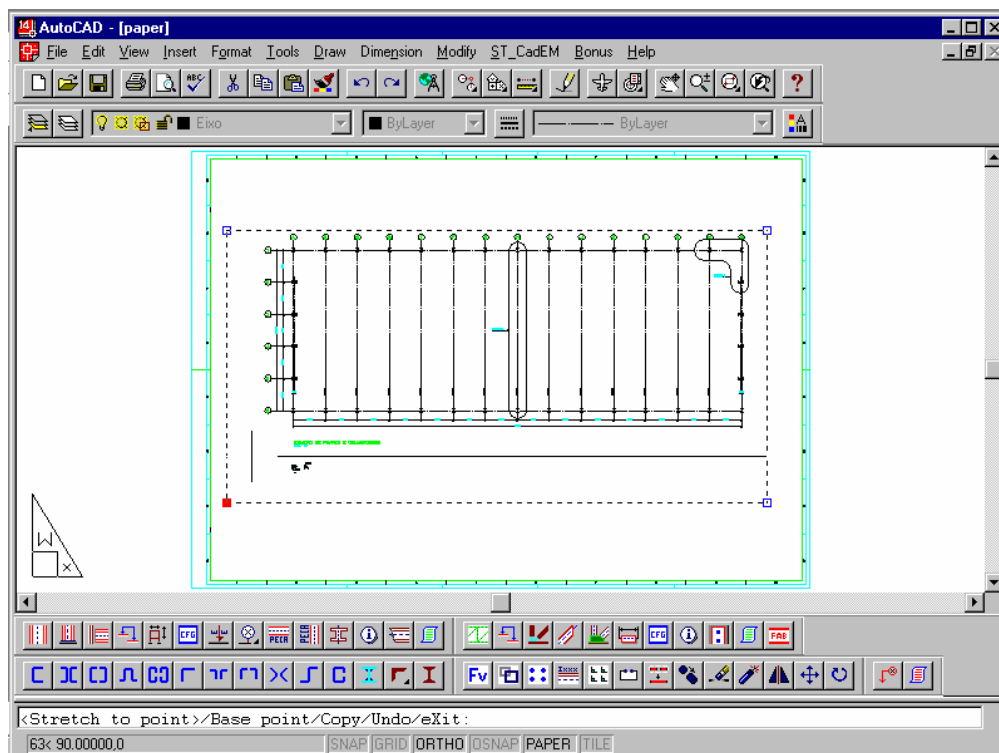 AutoCAD - [paper]
File Edit View Insert Format Tools Draw Dimension Modify ST_CadEM Bonus Help
Eixo ByLayer ByLayer
W
X
CFG PECA CFG FAB
Fv
<Stretch to point>/Base point/Copy/Undo/eXit:
63< 90.00000,0 SNAP GRID ORTHO OSNAP PAPER TILE